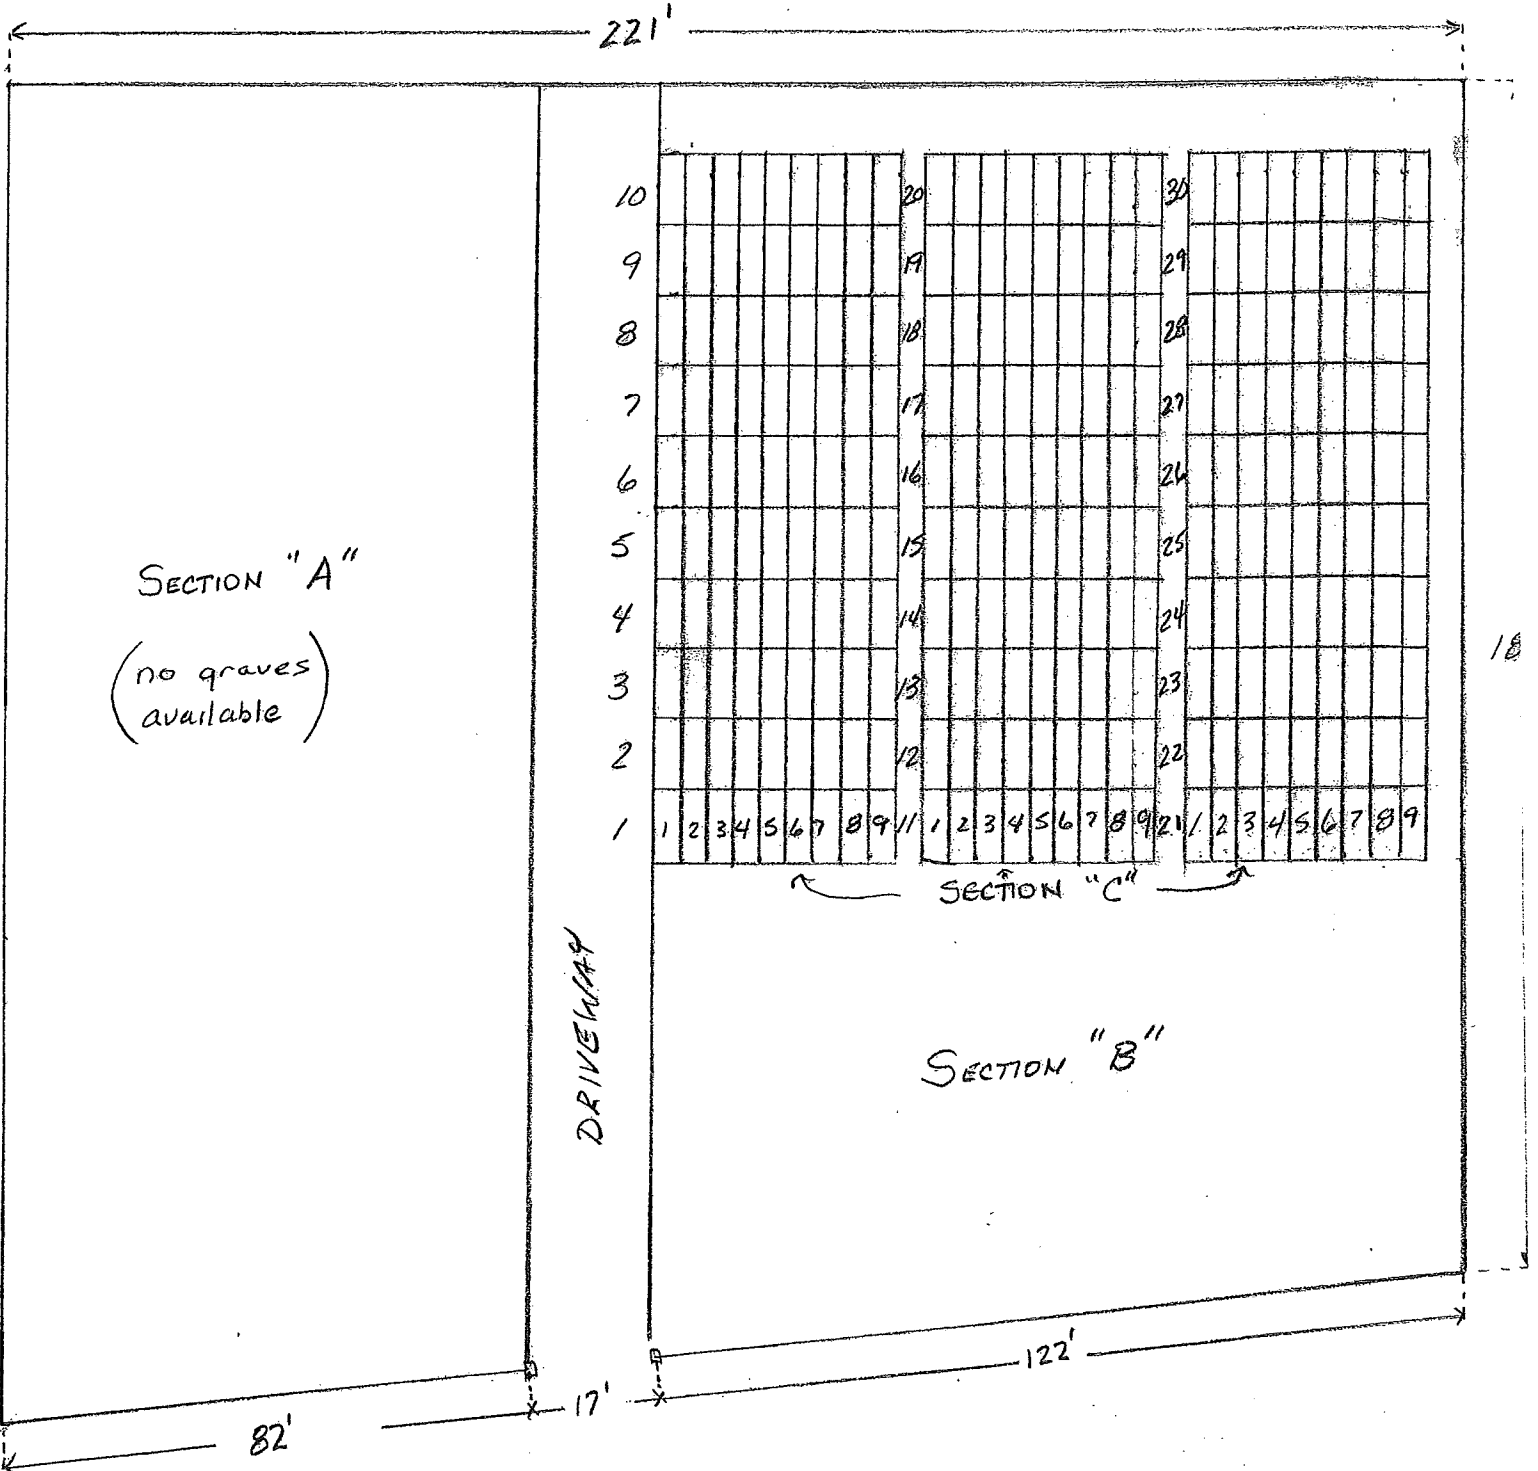 221'
10 20 30
9 19 29
8 18 28
7 17 27
6 16 26
5 15 25
SECTION "A"
4 14 24
(no graves
available)
18
3 13 23
2 12 22
1 1 2 3 4 5 6 7 8 9 11 1 2 3 4 5 6 7 8 9 21 1 2 3 4 5 6 7 8 9
SECTION "C"
DRIVEWAY
SECTION "B"
122'
17'
82'